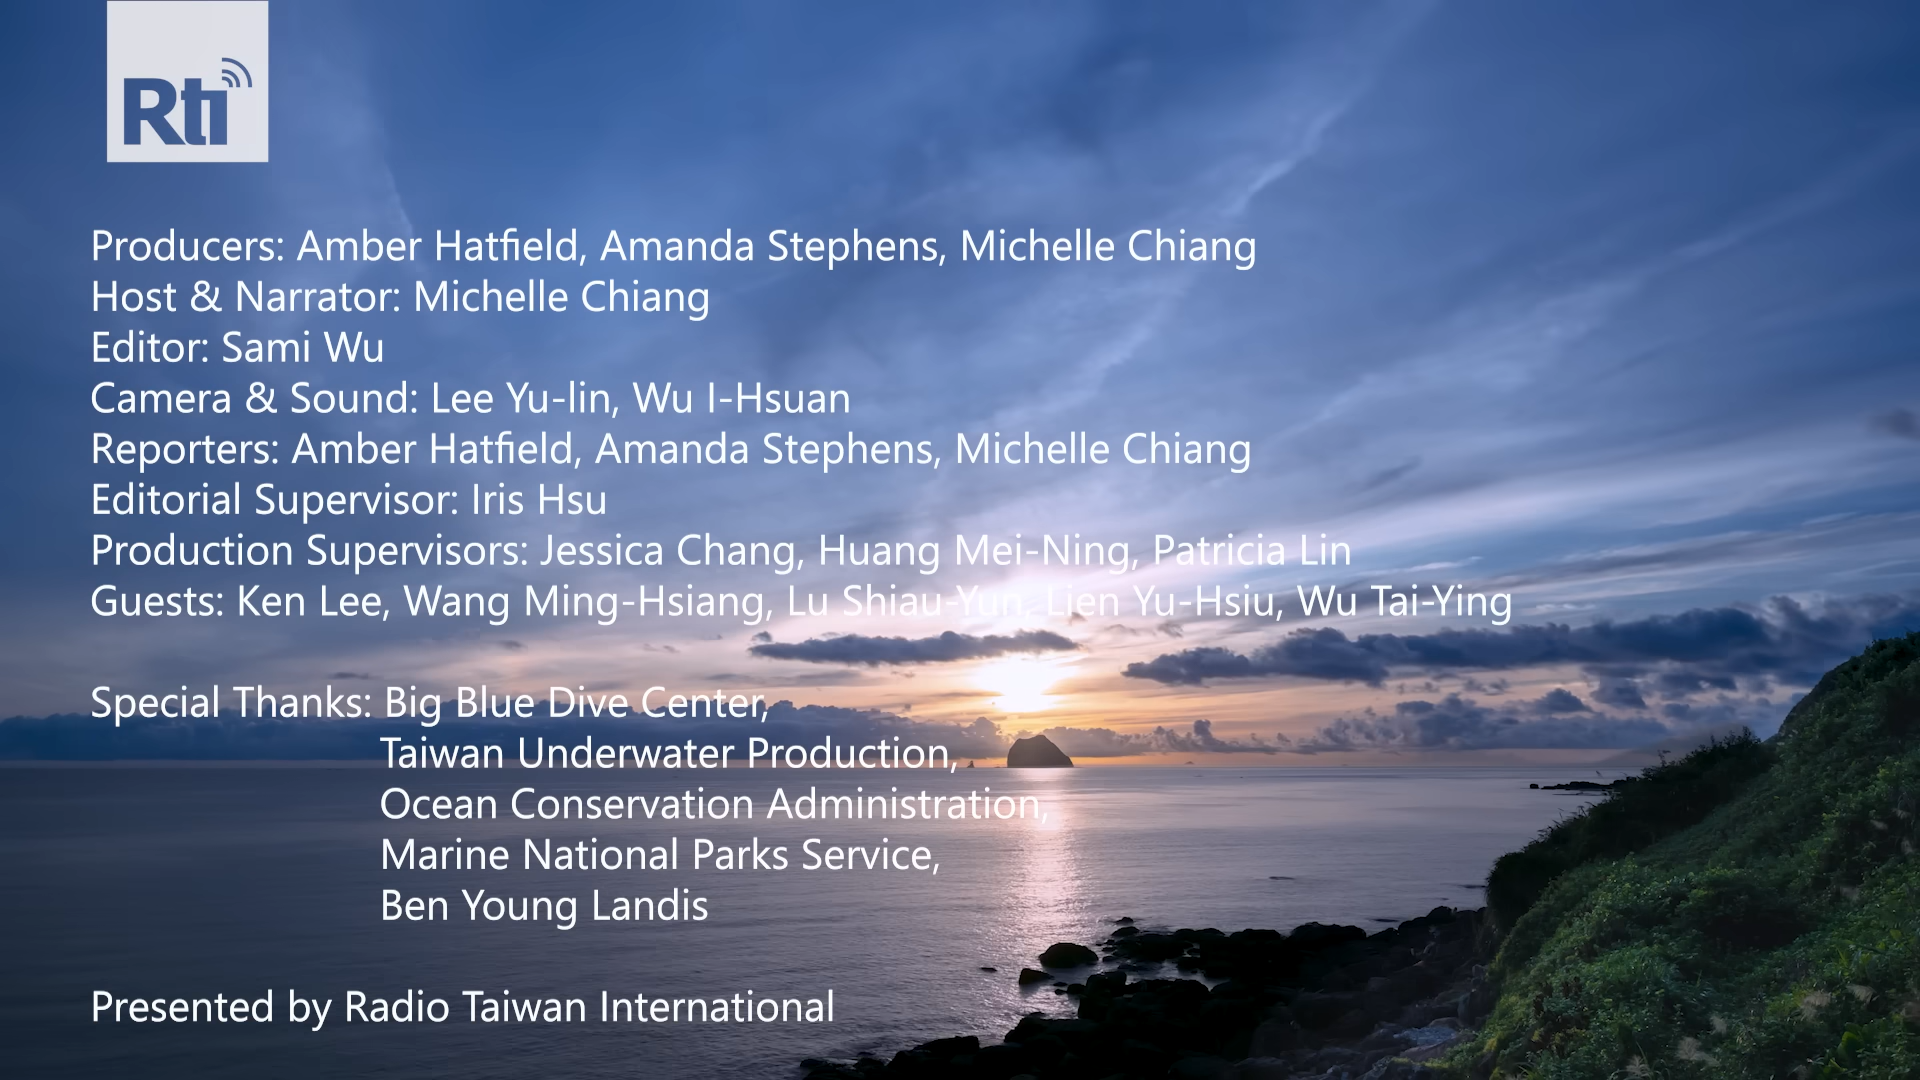 Rti
Producers: Amber Hatfield, Amanda Stephens, Michelle Chiang
Host & Narrator: Michelle Chiang
Editor: Sami Wu
Camera & Sound: Lee Yu-lin, Wu I-Hsuan
Reporters: Amber Hatfield, Amanda Stephens, Michelle Chiang
Editorial Supervisor: Iris Hsu
Production Supervisors: Jessica Chang, Huang Mei-Ning, Patricia Lin
Guests: Ken Lee, Wang Ming-Hsiang, Lu Shiau-Yun, Lien Yu-Hsiu, Wu Tai-Ying
Special Thanks: Big Blue Dive Center,
Taiwan Underwater Production,
Ocean Conservation Administration,
Marine National Parks Service,
Ben Young Landis
Presented by Radio Taiwan International